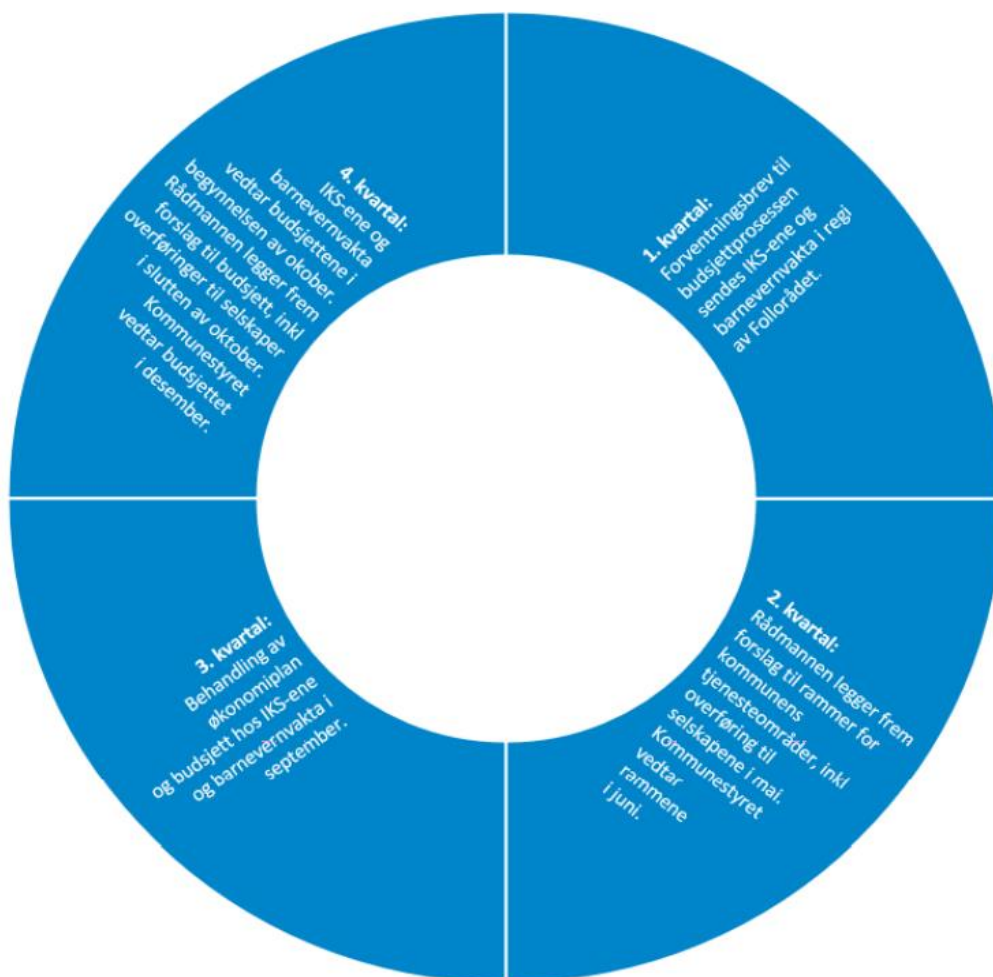 1. kvartal:
Forventningsbrev til
budsjettprosessen
sendes IKS-ene og
barnevernvakta i regi
av Follorådet.
2. kvartal:
Rådmannen legger frem
forslag til rammer for
kommunens
tjenesteområder, inkl
overføring til
selskapene i mai.
Kommunestyret
vedtar
rammene
i juni.
3. kvartal:
Behandling av
økonomiplan
og budsjett hos IKS-ene
og barnevernvakta i
september.
4. kvartal:
IKS-ene og
barnevernvakta
vedtar budsjettene i
begynnelsen av okober.
Rådmannen legger frem
forslag til budsjett, inkl
overføringer til selskaper
i slutten av oktober.
Kommunestyret
vedtar budsjettet
i desember.